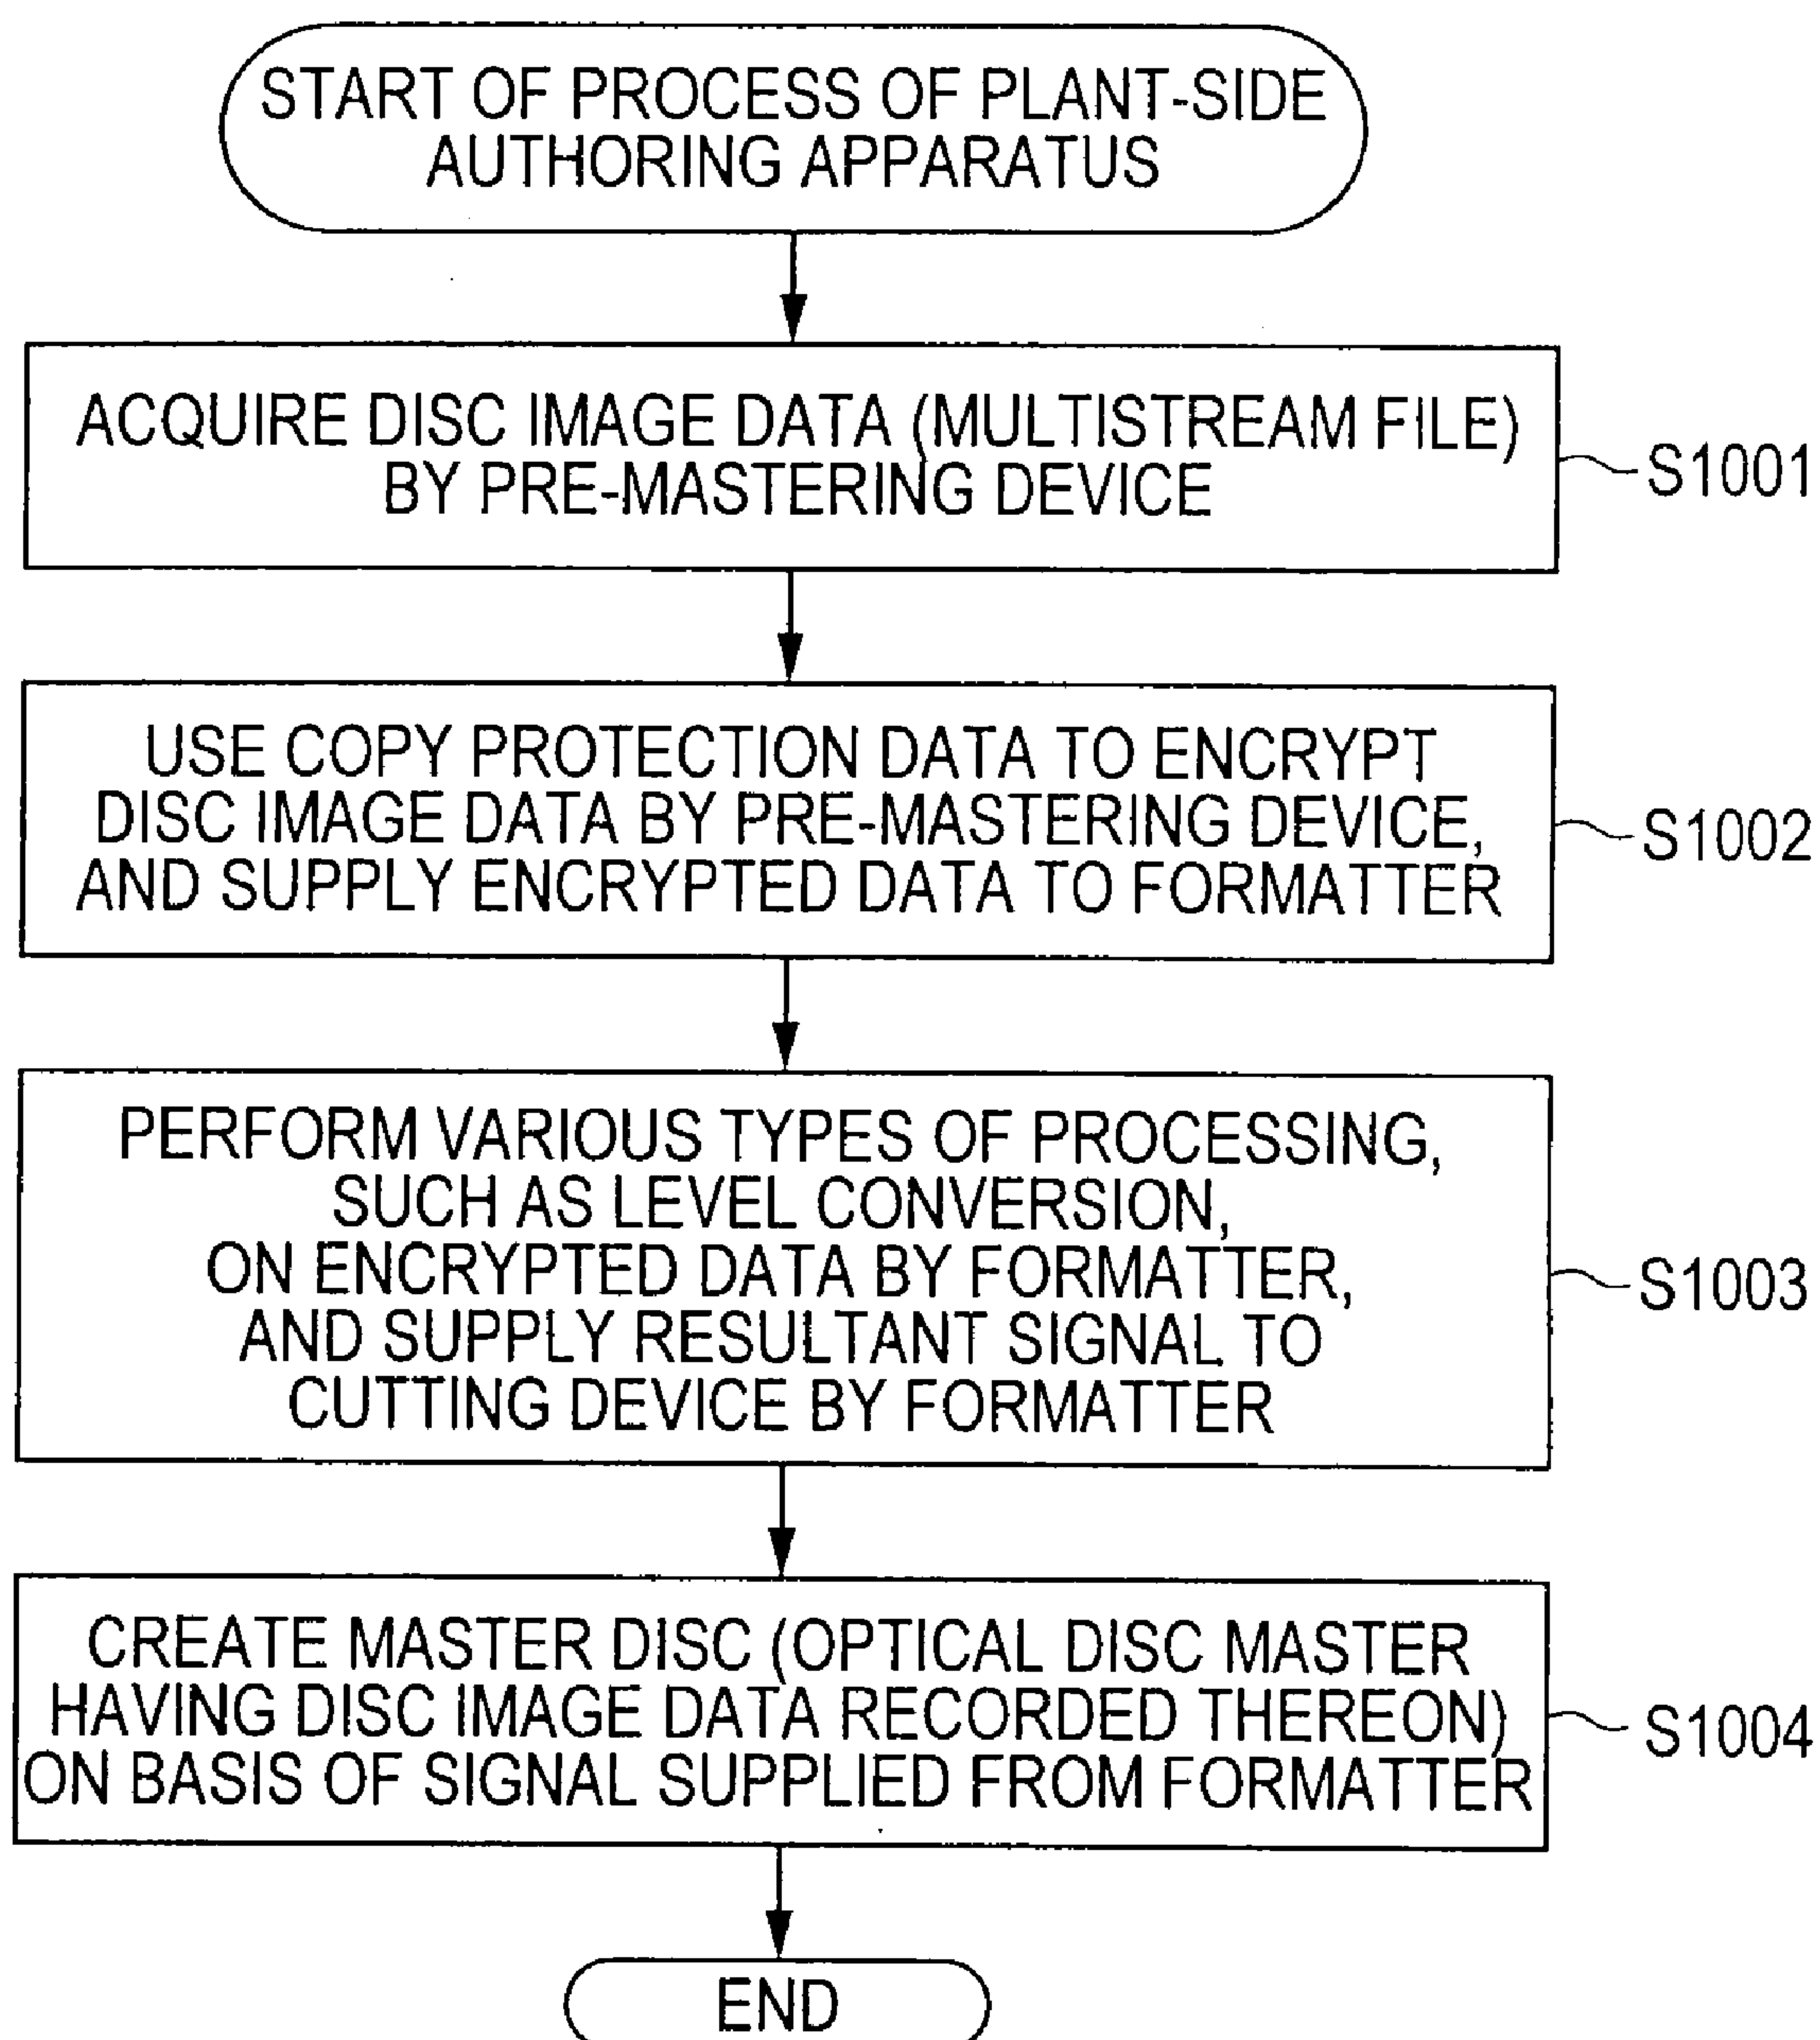 START OF PROCESS OF PLANT-SIDE
AUTHORING APPARATUS
ACQUIRE DISC IMAGE DATA (MULTISTREAM FILE)
BY PRE-MASTERING DEVICE
S1001
USE COPY PROTECTION DATA TO ENCRYPT
DISC IMAGE DATA BY PRE-MASTERING DEVICE,
AND SUPPLY ENCRYPTED DATA TO FORMATTER
S1002
PERFORM VARIOUS TYPES OF PROCESSING,
SUCH AS LEVEL CONVERSION,
ON ENCRYPTED DATA BY FORMATTER,
AND SUPPLY RESULTANT SIGNAL TO
CUTTING DEVICE BY FORMATTER
S1003
CREATE MASTER DISC (OPTICAL DISC MASTER
HAVING DISC IMAGE DATA RECORDED THEREON)
ON BASIS OF SIGNAL SUPPLIED FROM FORMATTER
S1004
END